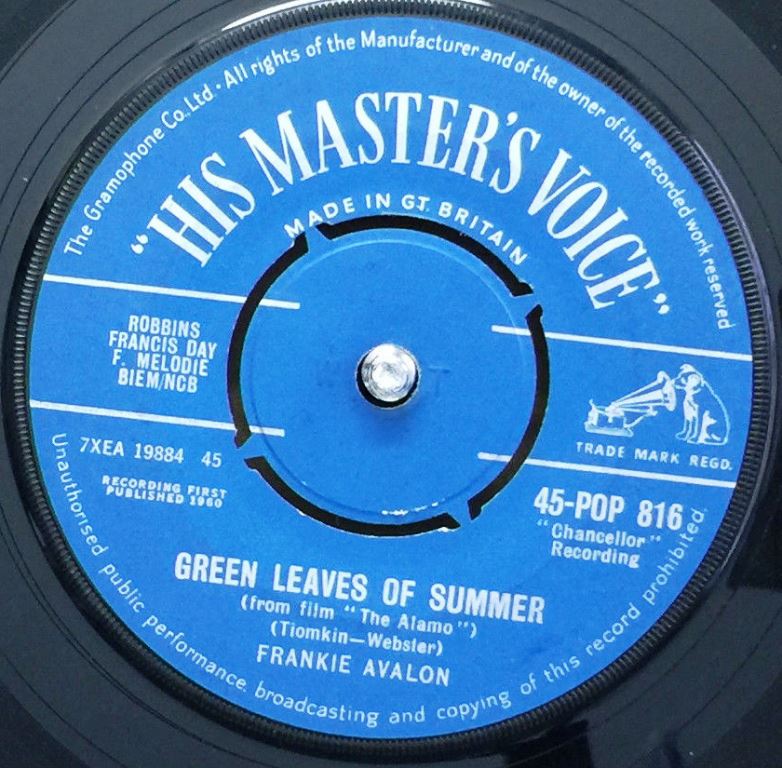 The Gramophone Co. Ltd · All rights of the Manufacturer and of the owner of the recorded work reserved
"HIS MASTER'S VOICE"
MADE IN GT. BRITAIN
ROBBINS
FRANCIS DAY
F. MELODIE
BIEM/NCB
TRADE MARK REGD.
7XEA 19884 45
RECORDING FIRST
PUBLISHED 1960
45-POP 816
"Chancellor"
Recording
GREEN LEAVES OF SUMMER
(from film "The Alamo")
(Tiomkin—Webster)
FRANKIE AVALON
Unauthorised public performance, broadcasting and copying of this record prohibited.